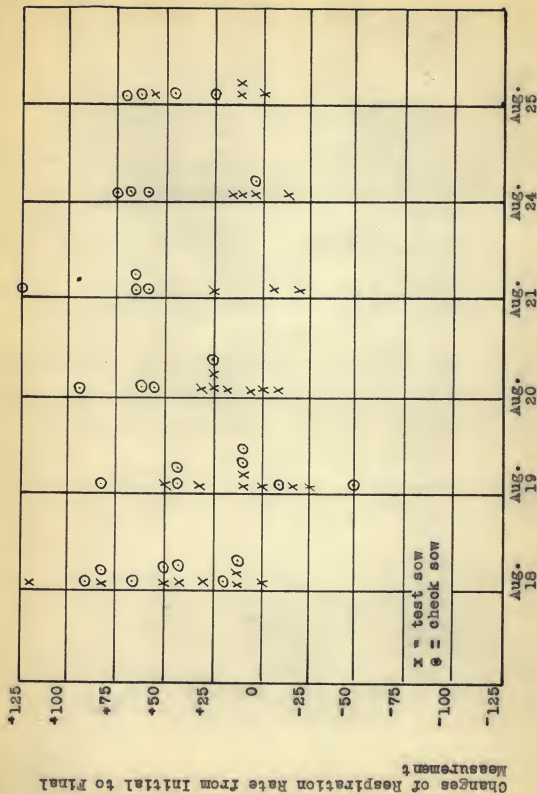 Changes of Respiration Rate from Initial to Final
Measurement
+125
+100
+75
+50
+25
0
-25
-50
-75
-100
-125
x = test sow
⊙ = check sow
Aug. Aug. Aug. Aug. Aug. Aug.
18 19 20 21 24 25